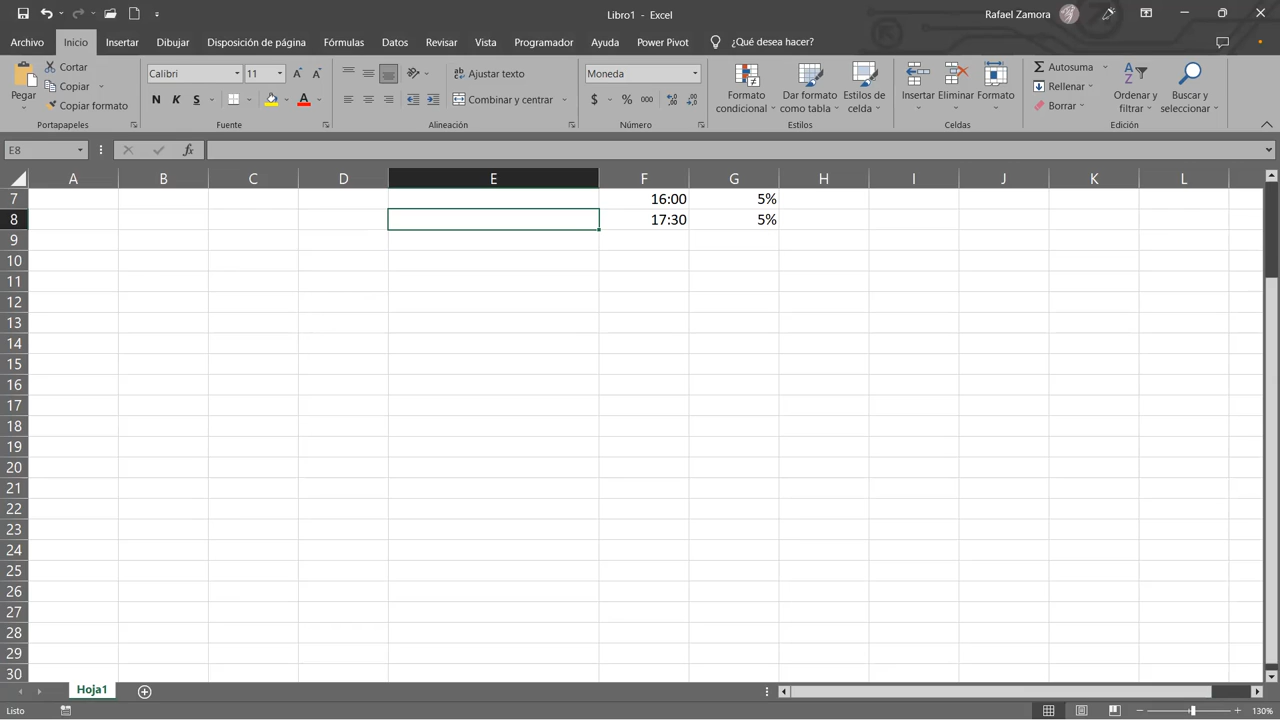 Libro1 - Excel
Rafael Zamora
Archivo Inicio Insertar Dibujar Disposición de página Fórmulas Datos Revisar Vista Programador Ayuda Power Pivot ¿Qué desea hacer?
Pegar
Cortar
Copiar
Copiar formato
Portapapeles
Calibri 11
N K S
Fuente
Ajustar texto
Combinar y centrar
Alineación
Moneda
$ % 000
Número
Formato condicional
Dar formato como tabla
Estilos de celda
Estilos
Insertar Eliminar Formato
Celdas
Autosuma
Rellenar
Borrar
Ordenar y filtrar
Buscar y seleccionar
Edición
E8 fx
A B C D E F G H I J K L
7 16:00 5%
8 17:30 5%
9
10
11
12
13
14
15
16
17
18
19
20
21
22
23
24
25
26
27
28
29
30
Hoja1
Listo 130%